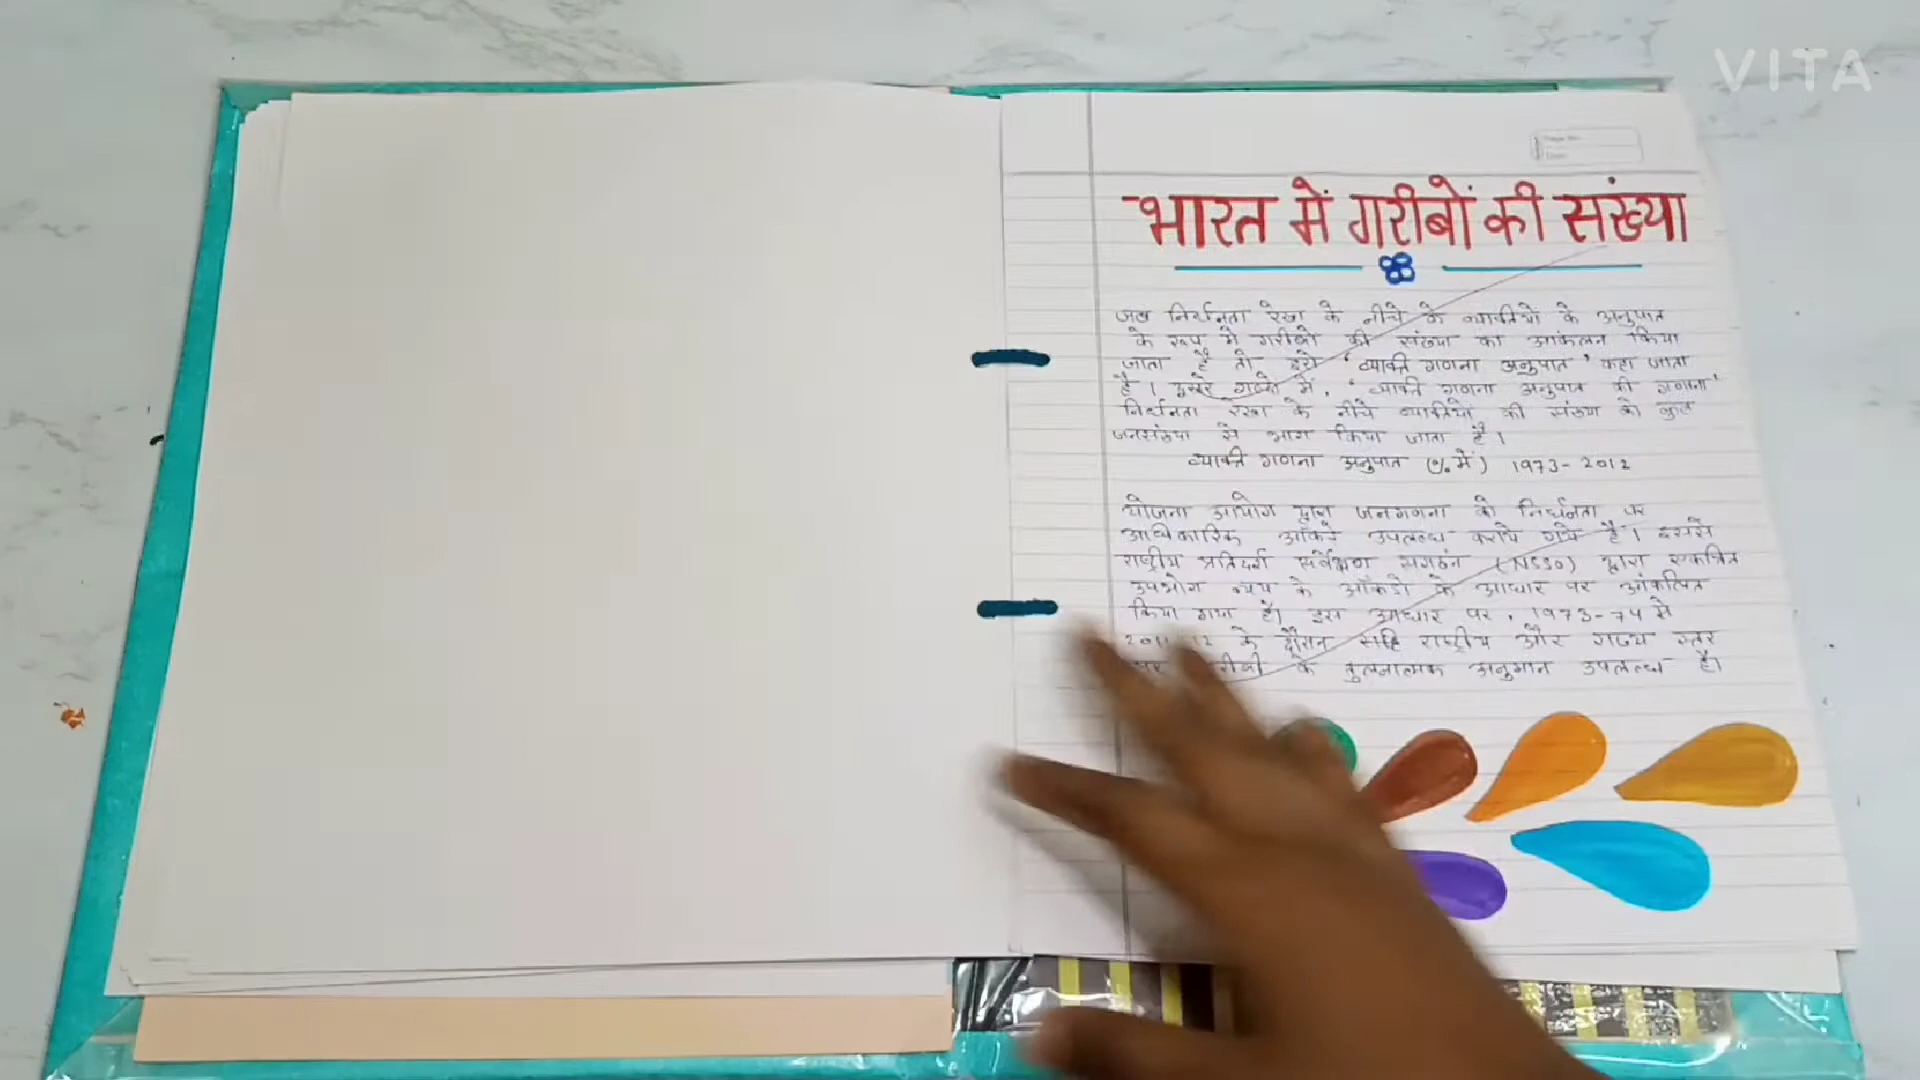 VITA
भारत में गरीबों की संख्या
जब निर्धनता रेखा के नीचे के व्यक्तियों के अनुपात
के रूप मे गरीबो की संख्या का आंकलन किया
जाता है तो इसे 'व्यक्ति गणना अनुपात' कहा जाता
है। दुसरे शब्दो में, 'व्यक्ति गणना अनुपात की गणना'
निर्धनता रेखा के नीचे व्यक्तियो की संख्या को कुल
जनसंख्या से भाग किया जाता है।
व्यक्ति गणना अनुपात (% में) 1973-2012
योजना आयोग द्वारा जनगणना को निर्धनता पर
आधिकारिक आँकड़े उपलब्ध कराये गये है। इससे
राष्ट्रीय प्रतिदर्श सर्वेक्षण संगठन (NSSO) द्वारा एकत्रित
उपभोग व्यय के आँकडो के आधार पर आंकलित
किया गया है। इस आधार पर, 1973-74 से
के दौरान राष्ट्रीय और राज्य स्तर
के तुलनात्मक अनुमान उपलब्ध है।